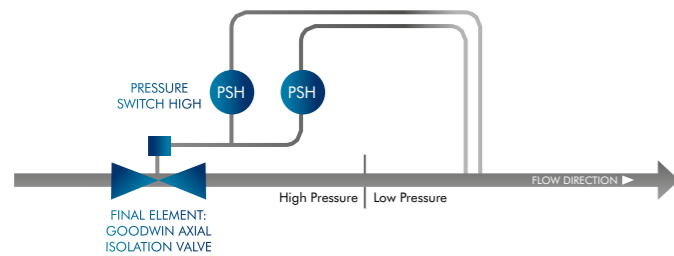 PRESSURE
SWITCH HIGH
PSH
PSH
FLOW DIRECTION
High Pressure
Low Pressure
FINAL ELEMENT:
GOODWIN AXIAL
ISOLATION VALVE